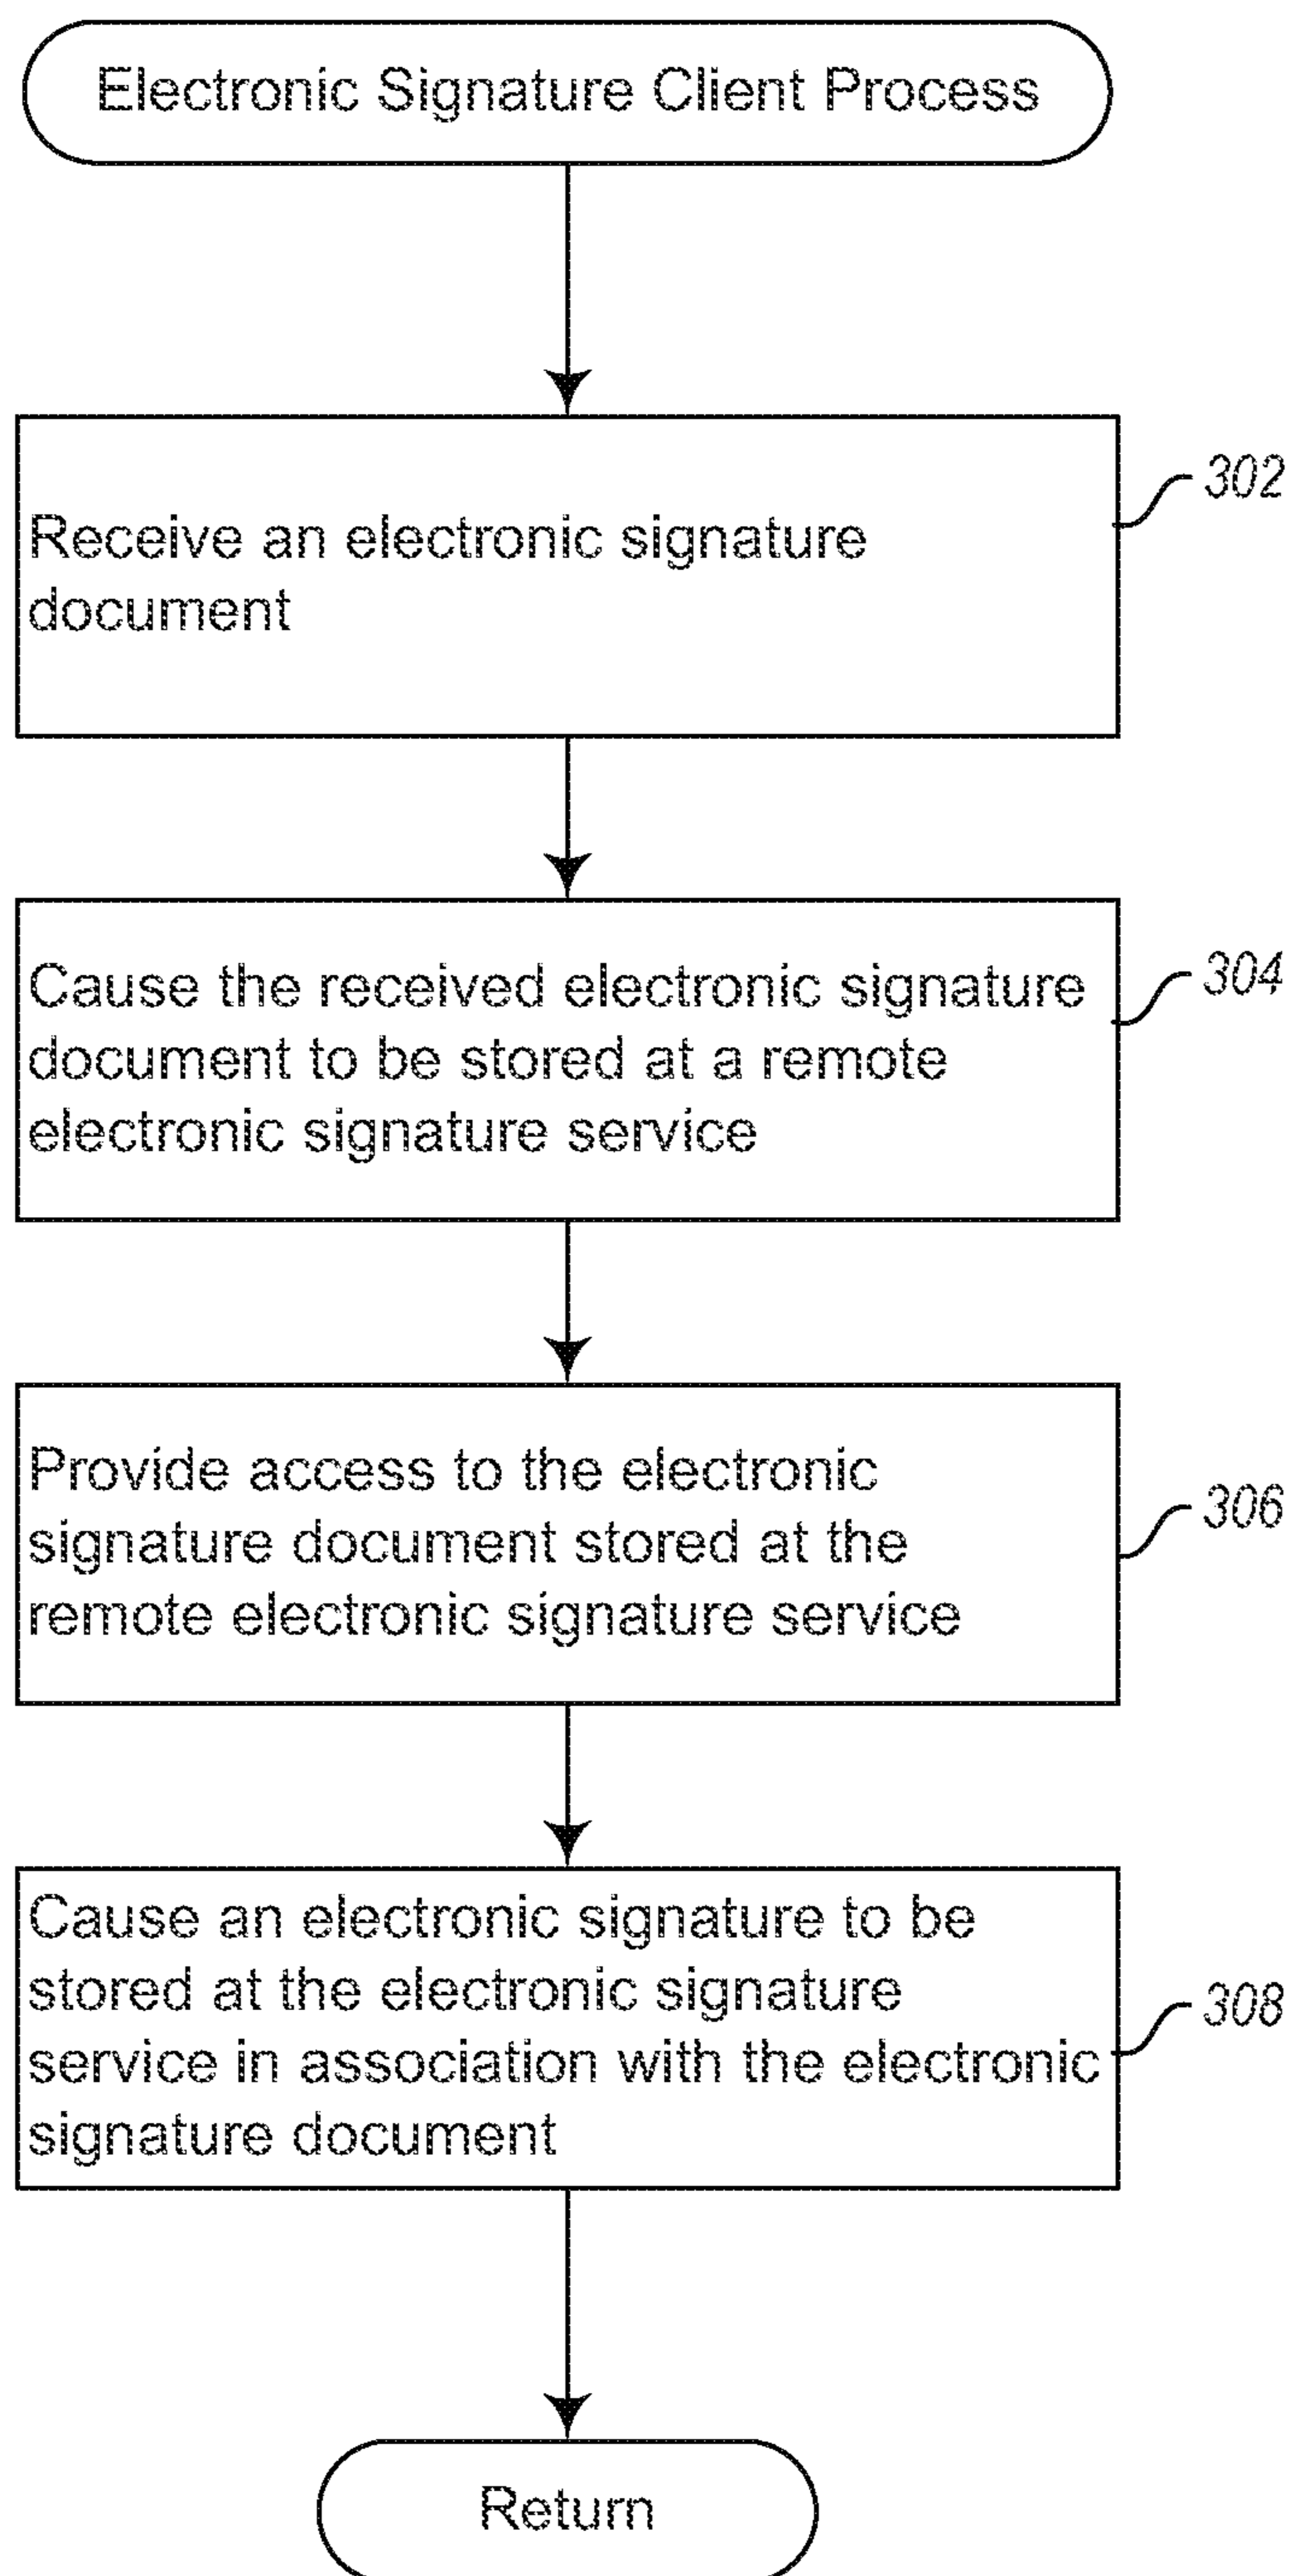 Electronic Signature Client Process
302
Receive an electronic signature
document
304
Cause the received electronic signature
document to be stored at a remote
electronic signature service
306
Provide access to the electronic
signature document stored at the
remote electronic signature service
308
Cause an electronic signature to be
stored at the electronic signature
service in association with the electronic
signature document
Return